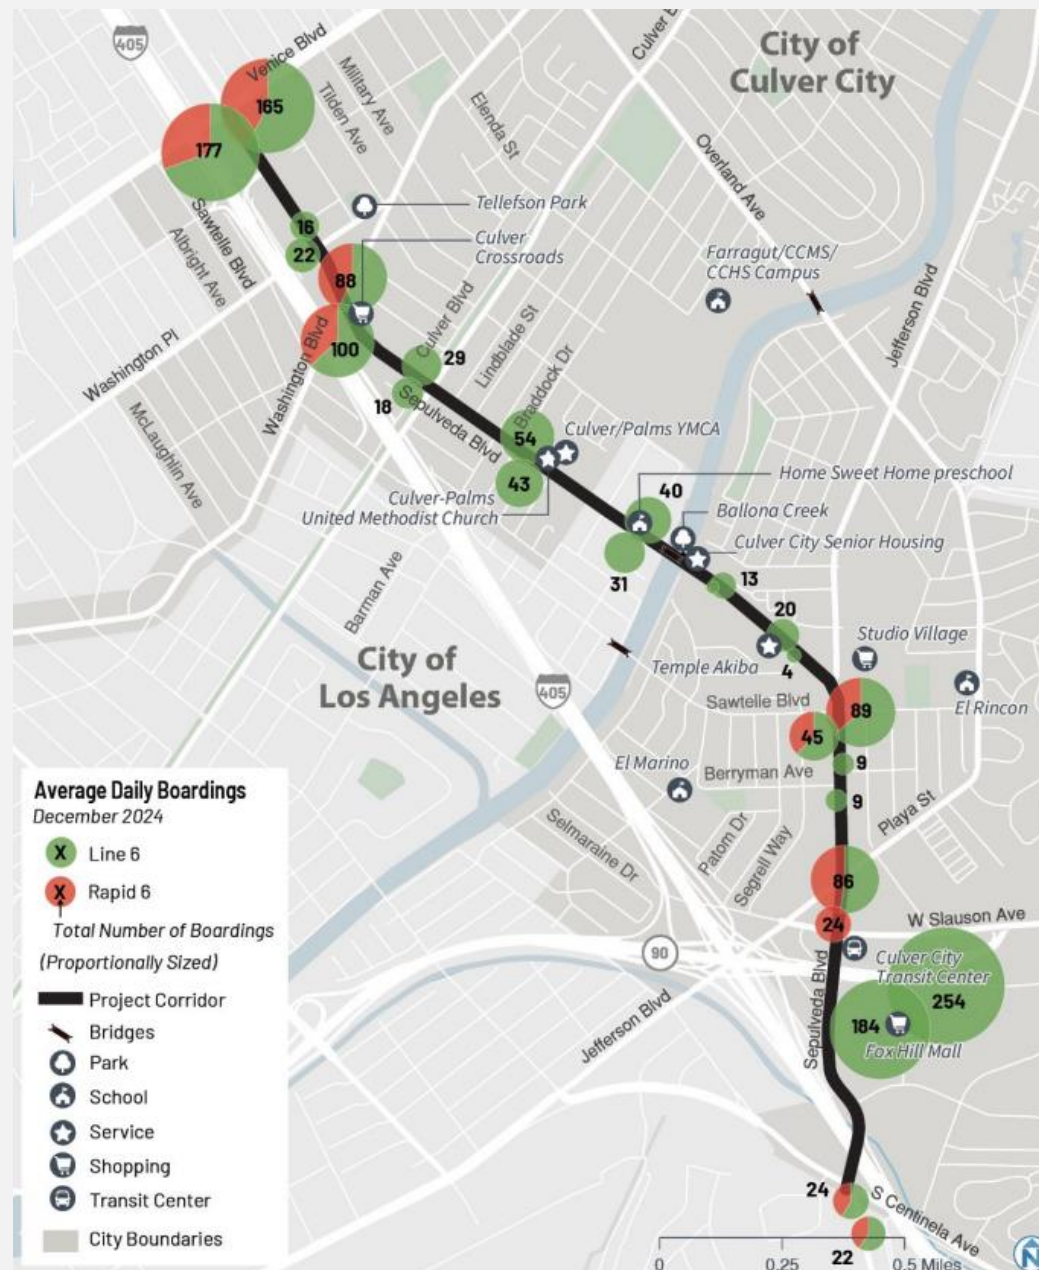 405
Venice Blvd
City of
Culver City
Culver B
Military Ave
Tilden Ave
165
177
Elenda St
Overland Ave
Tellefson Park
Sawtelle Blvd
Albright Ave
16
22
Culver
Crossroads
Farragut/CCMS/
CCHS Campus
88
Jefferson Blvd
Culver Blvd
Lindblade St
Braddock Dr
Washington Pl
Washington Blvd
100
29
18
Sepulveda Blvd
McLaughlin Ave
54
Culver/Palms YMCA
43
Culver-Palms
United Methodist Church
40
Home Sweet Home preschool
Ballona Creek
Culver City Senior Housing
31
13
Barman Ave
20
Studio Village
City of
Los Angeles
405
Temple Akiba
4
Sawtelle Blvd
El Rincon
89
45
El Marino
Berryman Ave
9
9
Playa St
Selmaraine Dr
Patom Dr
Segrell Way
86
24
W Slauson Ave
90
Culver City
Transit Center
Sepulveda Blvd
254
184
Fox Hill Mall
Jefferson Blvd
24
S Centinela Ave
22
0
0.25
0.5 Miles
N
Average Daily Boardings
December 2024
X Line 6
X Rapid 6
Total Number of Boardings
(Proportionally Sized)
Project Corridor
Bridges
Park
School
Service
Shopping
Transit Center
City Boundaries